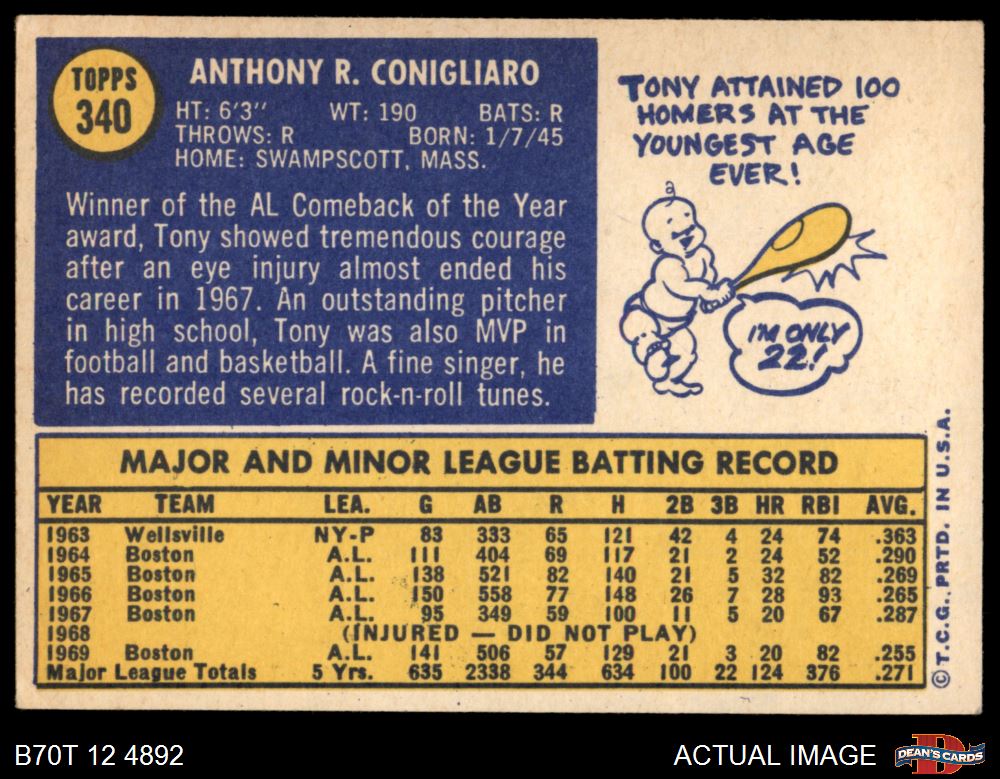 TOPPS
340
ANTHONY R. CONIGLIARO
HT: 6'3" WT: 190 BATS: R
THROWS: R BORN: 1/7/45
HOME: SWAMPSCOTT, MASS.
Winner of the AL Comeback of the Year
award, Tony showed tremendous courage
after an eye injury almost ended his
career in 1967. An outstanding pitcher
in high school, Tony was also MVP in
football and basketball. A fine singer, he
has recorded several rock-n-roll tunes.
TONY ATTAINED 100
HOMERS AT THE
YOUNGEST AGE
EVER!
I'M ONLY
22!
MAJOR AND MINOR LEAGUE BATTING RECORD
YEAR TEAM LEA. G AB R H 2B 3B HR RBI AVG.
1963 Wellsville NY-P 83 333 65 121 42 4 24 74 .363
1964 Boston A.L. 111 404 69 117 21 2 24 52 .290
1965 Boston A.L. 138 521 82 140 21 5 32 82 .269
1966 Boston A.L. 150 558 77 148 26 7 28 93 .265
1967 Boston A.L. 95 349 59 100 11 5 20 67 .287
1968 (INJURED — DID NOT PLAY)
1969 Boston A.L. 141 506 57 129 21 3 20 82 .255
Major League Totals 5 Yrs. 635 2338 344 634 100 22 124 376 .271
©T.C.G. PRTD. IN U.S.A.
B70T 12 4892
ACTUAL IMAGE
D
DEAN'S CARDS